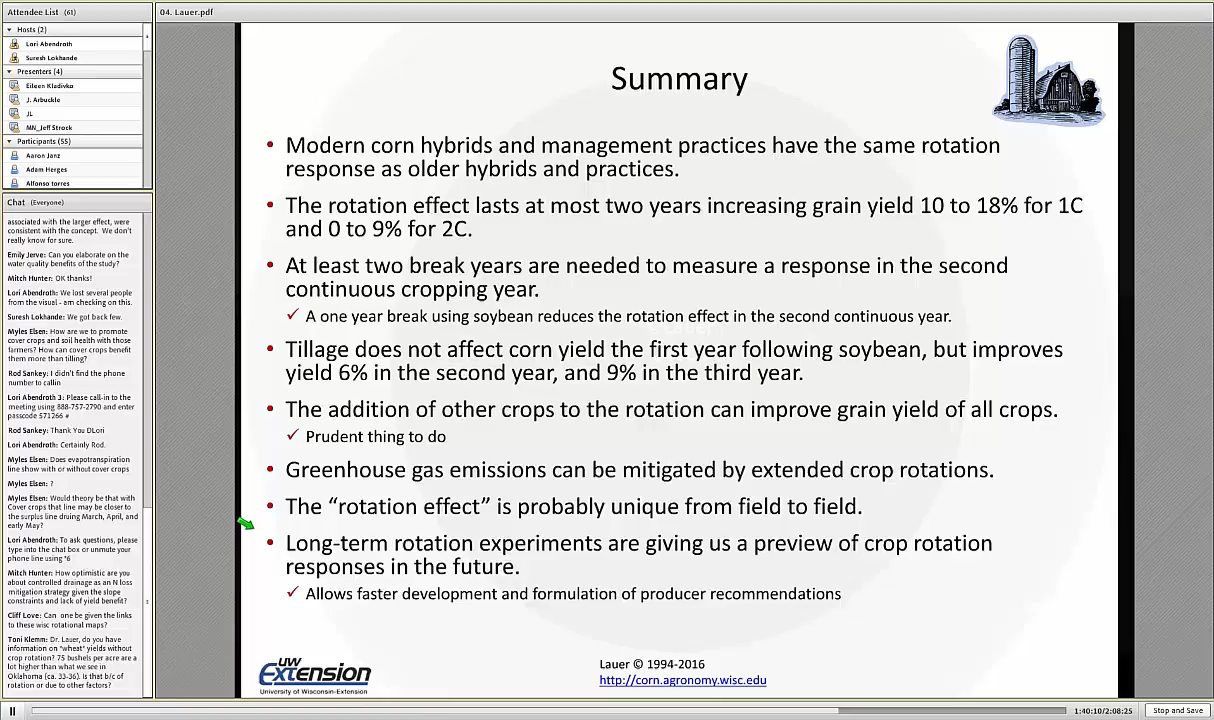 Attendee List (61)
Hosts (2)
Lori Abendroth
Suresh Lokhande
Presenters (4)
Eileen Kladivko
J. Arbuckle
JL
MN_Jeff Strock
Participants (55)
Aaron Janz
Adam Herges
Alfonso torres
Chat (Everyone)
associated with the larger effect, were
consistent with the concept. We don't
really know for sure.
Emily Jerve: Can you elaborate on the
water quality benefits of the study?
Mitch Hunter: OK thanks!
Lori Abendroth: We lost several people
from the visual - am checking on this.
Suresh Lokhande: We got back few.
Myles Elsen: How are we to promote
cover crops and soil health with those
farmers? How can cover crops benefit
them more than tilling?
Rod Sankey: I didn't find the phone
number to callin
Lori Abendroth 3: Please call-in to the
meeting using 888-757-2790 and enter
passcode 571266 #
Rod Sankey: Thank You DLori
Lori Abendroth: Certainly Rod.
Myles Elsen: Does evapotranspiration
line show with or without cover crops
Myles Elsen: ?
Myles Elsen: Would theory be that with
Cover crops that line may be closer to
the surplus line druing March, April, and
early May?
Lori Abendroth: To ask questions, please
type into the chat box or unmute your
phone line using *6
Mitch Hunter: How optimistic are you
about controlled drainage as an N loss
mitigation strategy given the slope
constraints and lack of yield benefit?
Cliff Love: Can one be given the links
to these wisc rotational maps?
Toni Klemm: Dr. Lauer, do you have
information on "wheat" yields without
crop rotation? 75 bushels per acre are a
lot higher than what we see in
Oklahoma (ca. 33-36). Is that b/c of
rotation or due to other factors?
04. Lauer.pdf
Summary
• Modern corn hybrids and management practices have the same rotation
response as older hybrids and practices.
• The rotation effect lasts at most two years increasing grain yield 10 to 18% for 1C
and 0 to 9% for 2C.
• At least two break years are needed to measure a response in the second
continuous cropping year.
✓ A one year break using soybean reduces the rotation effect in the second continuous year.
• Tillage does not affect corn yield the first year following soybean, but improves
yield 6% in the second year, and 9% in the third year.
• The addition of other crops to the rotation can improve grain yield of all crops.
✓ Prudent thing to do
• Greenhouse gas emissions can be mitigated by extended crop rotations.
• The “rotation effect” is probably unique from field to field.
• Long-term rotation experiments are giving us a preview of crop rotation
responses in the future.
✓ Allows faster development and formulation of producer recommendations
UW
Extension
University of Wisconsin-Extension
Lauer © 1994-2016
http://corn.agronomy.wisc.edu
1:40:10/2:08:25
Stop and Save